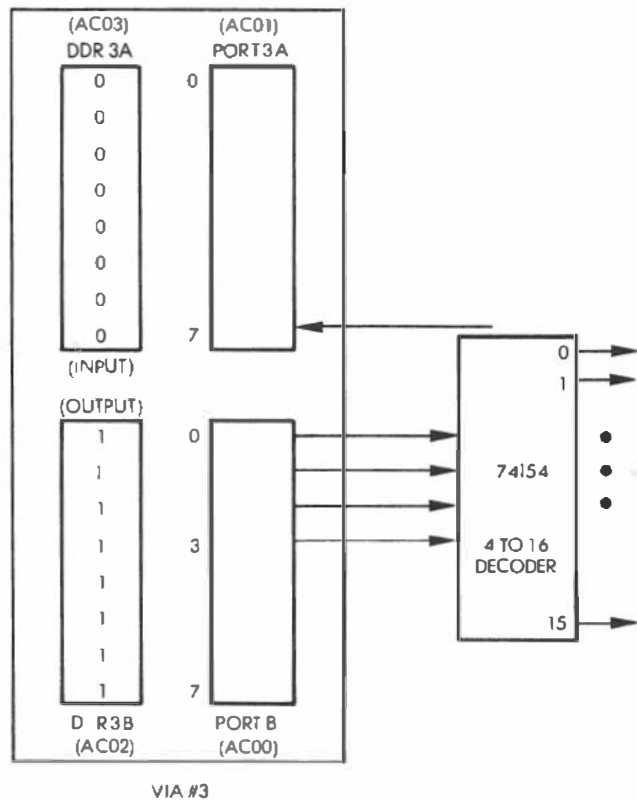 (AC03) (AC01)
DDR 3A PORT3A
0 0
0
0
0
0
0
0
0 7
(INPUT)
0
1
(OUTPUT)
1 0
1
1
1 3
1
1
1
1 7
74154
4 TO 16
DECODER
15
D R3B PORT B
(AC02) (AC00)
VIA #3